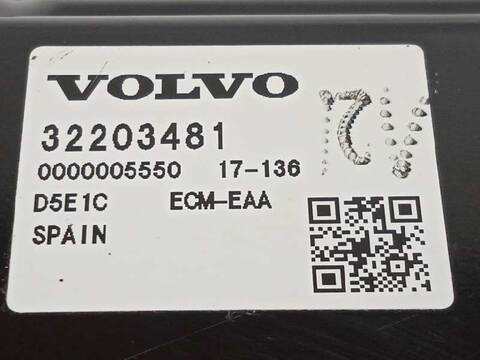 VOLVO
32203481
0000005550 17-136
D5E1C ECM-EAA
SPAIN